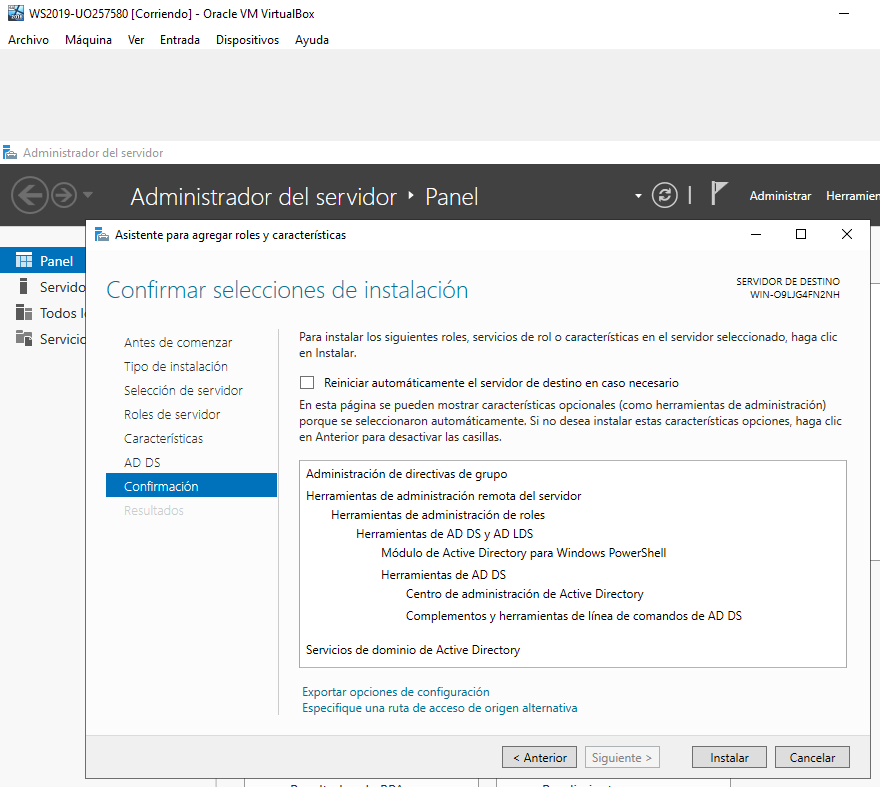 WS2019-UO257580 [Corriendo] - Oracle VM VirtualBox
Archivo Máquina Ver Entrada Dispositivos Ayuda
Administrador del servidor
Administrador del servidor Panel
Administrar Herramien
Asistente para agregar roles y características
Panel
Servido
Todos l
Servicio
Confirmar selecciones de instalación
SERVIDOR DE DESTINO
WIN-O9LJG4FN2NH
Antes de comenzar
Tipo de instalación
Selección de servidor
Roles de servidor
Características
AD DS
Confirmación
Resultados
Para instalar los siguientes roles, servicios de rol o características en el servidor seleccionado, haga clic
en Instalar.
Reiniciar automáticamente el servidor de destino en caso necesario
En esta página se pueden mostrar características opcionales (como herramientas de administración)
porque se seleccionaron automáticamente. Si no desea instalar estas características opciones, haga clic
en Anterior para desactivar las casillas.
Administración de directivas de grupo
Herramientas de administración remota del servidor
Herramientas de administración de roles
Herramientas de AD DS y AD LDS
Módulo de Active Directory para Windows PowerShell
Herramientas de AD DS
Centro de administración de Active Directory
Complementos y herramientas de línea de comandos de AD DS
Servicios de dominio de Active Directory
Exportar opciones de configuración
Especifique una ruta de acceso de origen alternativa
< Anterior Siguiente > Instalar Cancelar